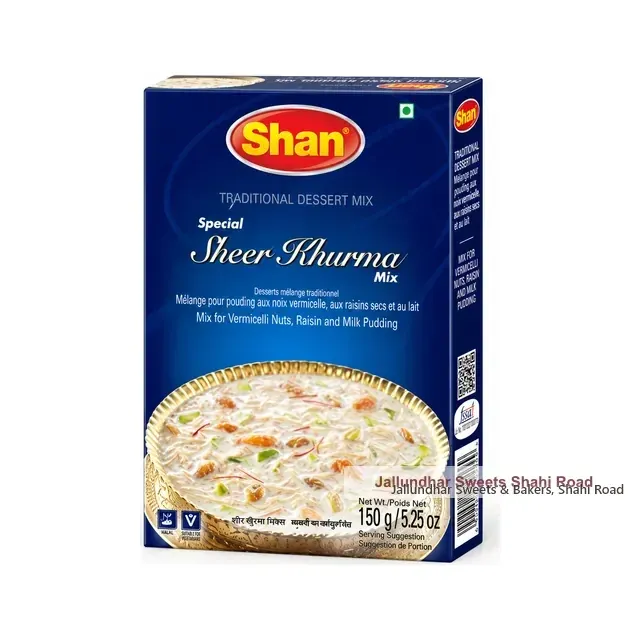 Shan®
TRADITIONAL DESSERT MIX
Special
Sheer Khurma
Mix
Desserts mélange traditionnel
Mélange pour pouding aux noix vermicelle, aux raisins secs et au lait
Mix for Vermicelli Nuts, Raisin and Milk Pudding
Jallundhar Sweets Shahi Road
Jallundhar Sweets & Bakers, Shahi Road
Net Wt./Poids Net
150 g / 5.25 oz
Serving Suggestion
Suggestion de Portion
HALAL
SUITABLE FOR
VEGETARIANS
शीर खुरमा मिक्स
Shan
TRADITIONAL
DESSERT MIX
Mélange pour
pouding aux
noix vermicelle,
aux raisins secs
et au lait
MIX FOR
VERMICELLI
NUTS, RAISIN
AND MILK
PUDDING
fssai